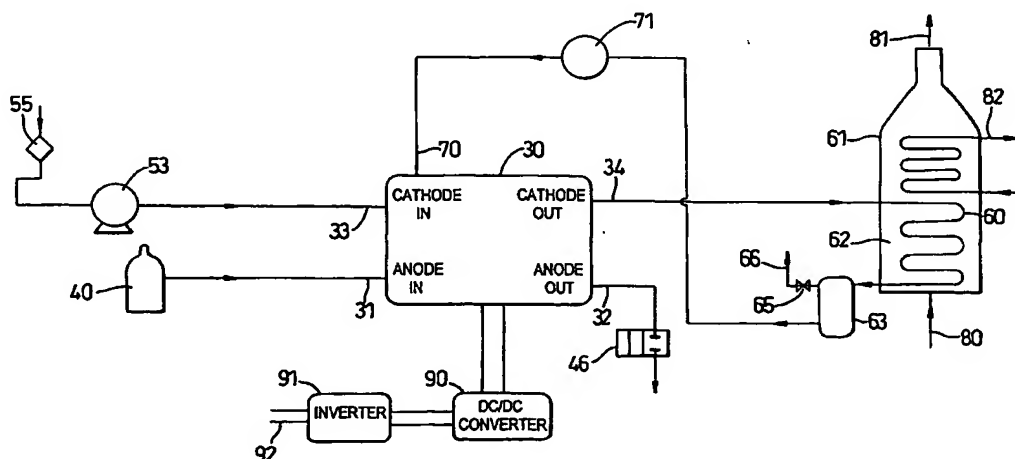 71
81
55
53
70
30
34
61
82
CATHODE
IN
CATHODE
OUT
33
62
60
66
ANODE
IN
ANODE
OUT
40
31
32
65
63
80
46
91
90
INVERTER
DC/DC
CONVERTER
92